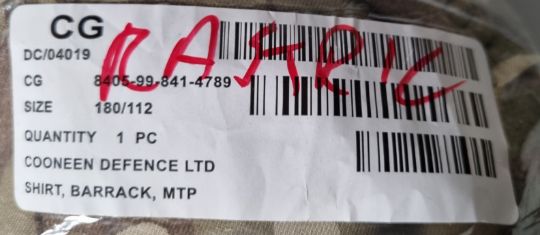 CG
RASTRIC
DC/04019
CG 8405-99-841-4789
SIZE 180/112
QUANTITY 1 PC
COONEEN DEFENCE LTD
SHIRT, BARRACK, MTP